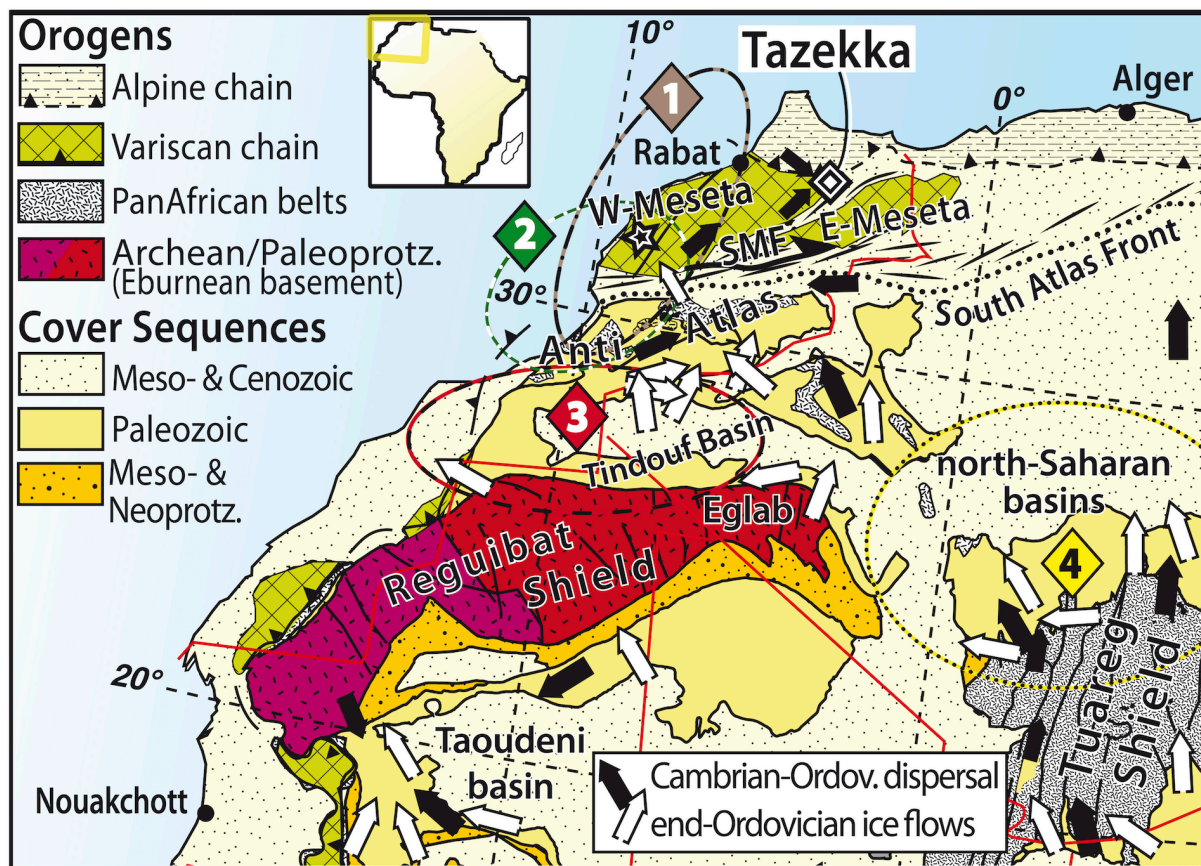 Orogens
Alpine chain
Variscan chain
PanAfrican belts
Archean/Paleoprotz.
(Eburnean basement)
Cover Sequences
Meso- & Cenozoic
Paleozoic
Meso- &
Neoprotz.
10°
Tazekka
0°
Alger
1
Rabat
W-Meseta
2
SMF
E-Meseta
30°
South Atlas Front
Anti Atlas
3
Tindouf Basin
north-Saharan
basins
Eglab
Reguibat
Shield
4
20°
Tuareg
Shield
Taoudeni
basin
Nouakchott
Cambrian-Ordov. dispersal
end-Ordovician ice flows